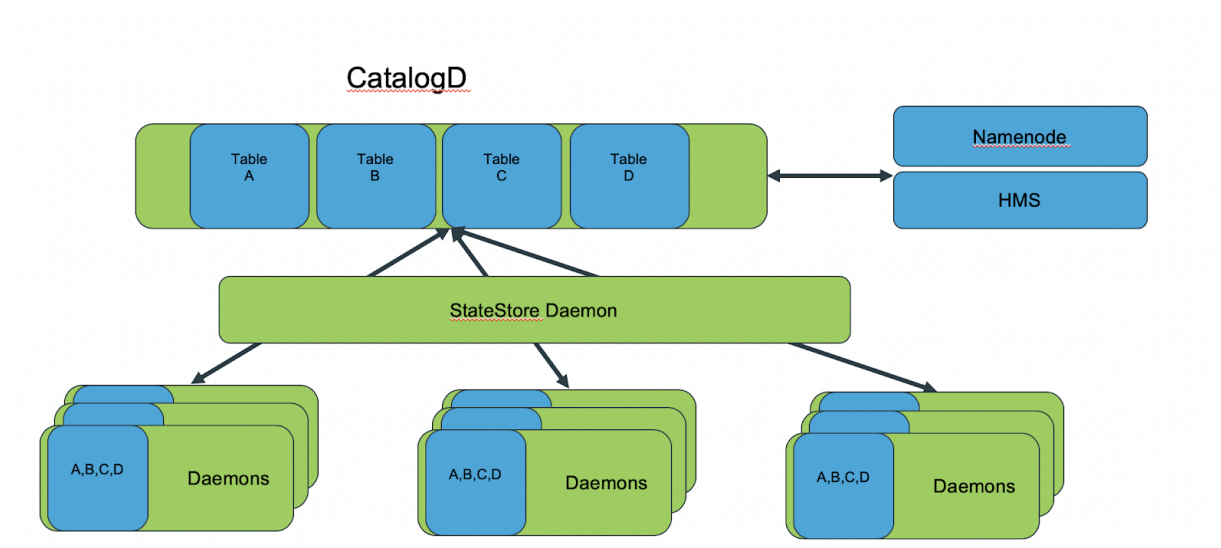 CatalogD
Table
A
Table
B
Table
C
Table
D
Namenode
HMS
StateStore Daemon
A,B,C,D
Daemons
A,B,C,D
Daemons
A,B,C,D
Daemons